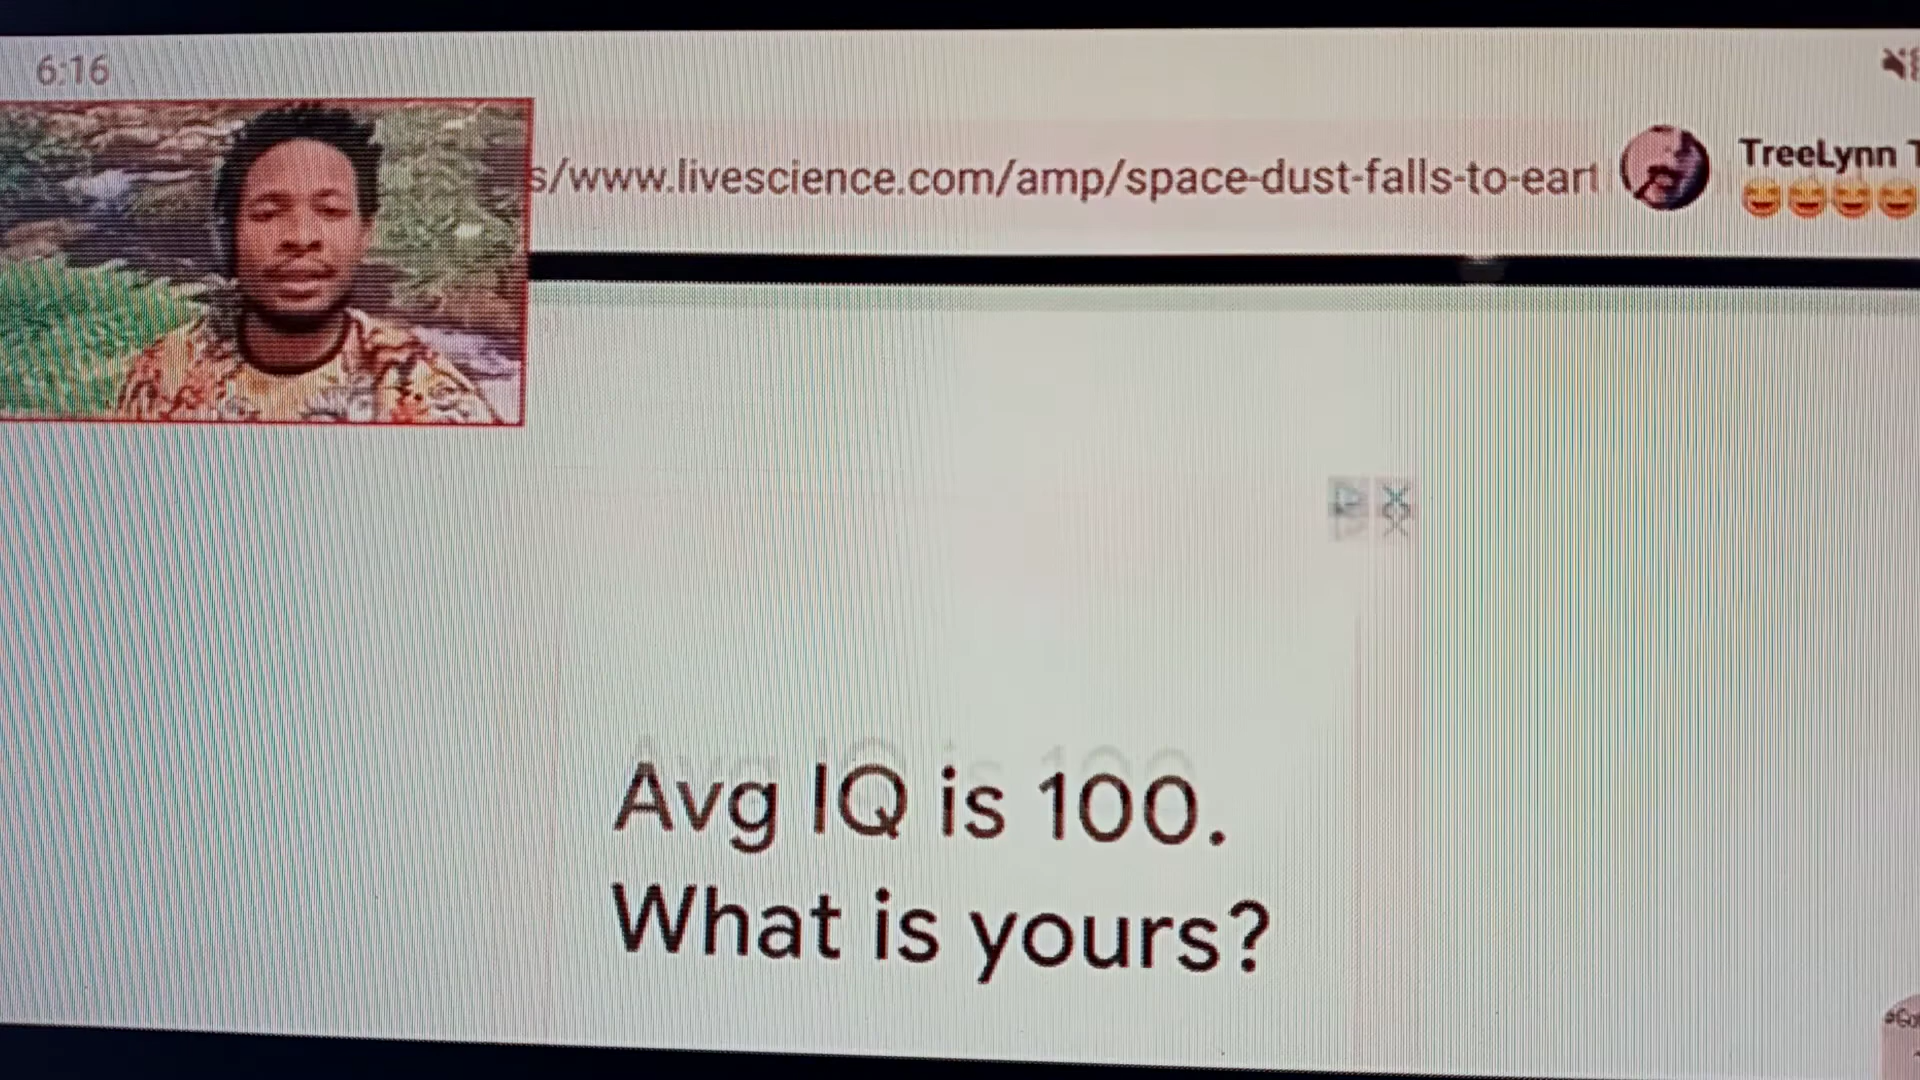 6:16
s/www.livescience.com/amp/space-dust-falls-to-eart
TreeLynn T
😂😂😂😂
Avg IQ is 100.
What is yours?